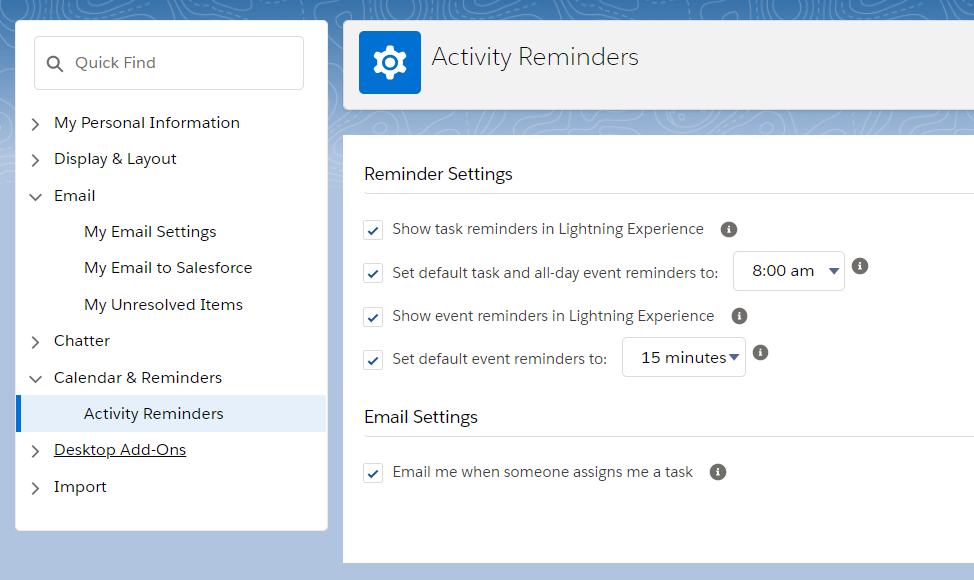 Quick Find
My Personal Information
Display & Layout
Email
My Email Settings
My Email to Salesforce
My Unresolved Items
Chatter
Calendar & Reminders
Activity Reminders
Desktop Add-Ons
Import
Activity Reminders
Reminder Settings
Show task reminders in Lightning Experience
Set default task and all-day event reminders to: 8:00 am
Show event reminders in Lightning Experience
Set default event reminders to: 15 minutes
Email Settings
Email me when someone assigns me a task